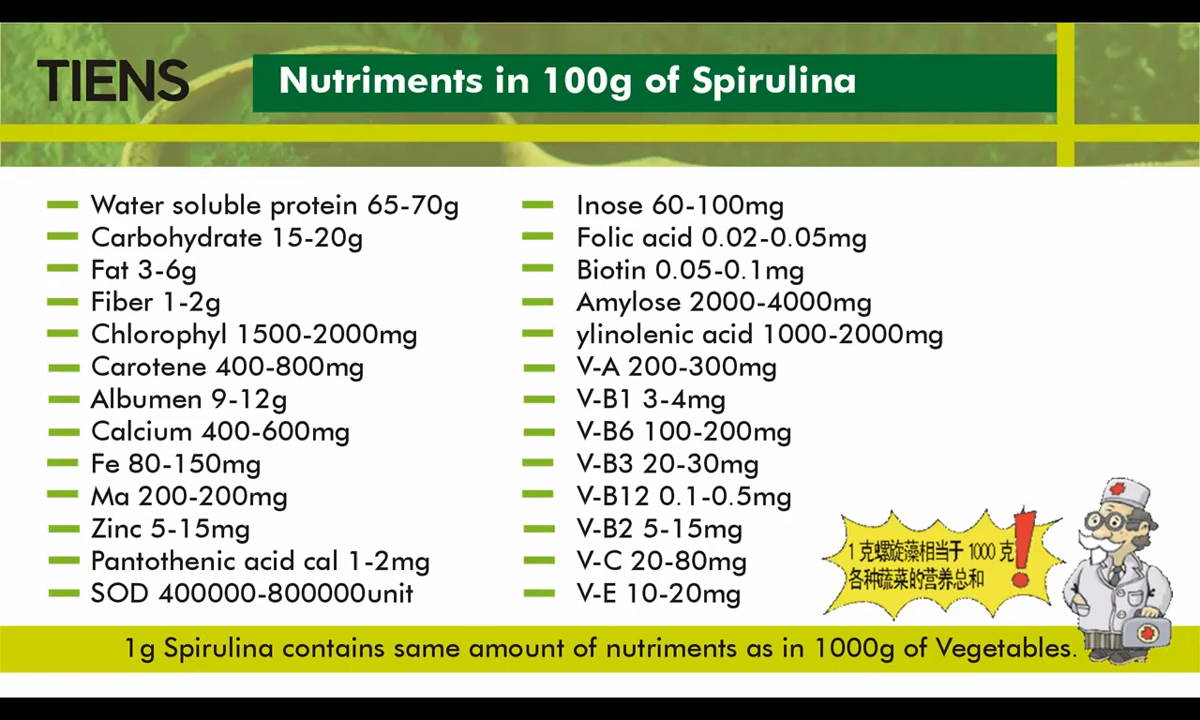 TIENS
Nutriments in 100g of Spirulina
Water soluble protein 65-70g
Carbohydrate 15-20g
Fat 3-6g
Fiber 1-2g
Chlorophyl 1500-2000mg
Carotene 400-800mg
Albumen 9-12g
Calcium 400-600mg
Fe 80-150mg
Ma 200-200mg
Zinc 5-15mg
Pantothenic acid cal 1-2mg
SOD 400000-800000unit
Inose 60-100mg
Folic acid 0.02-0.05mg
Biotin 0.05-0.1mg
Amylose 2000-4000mg
ylinolenic acid 1000-2000mg
V-A 200-300mg
V-B1 3-4mg
V-B6 100-200mg
V-B3 20-30mg
V-B12 0.1-0.5mg
V-B2 5-15mg
V-C 20-80mg
V-E 10-20mg
1克螺旋藻相当于1000克
各种蔬菜的营养总和!
1g Spirulina contains same amount of nutriments as in 1000g of Vegetables.